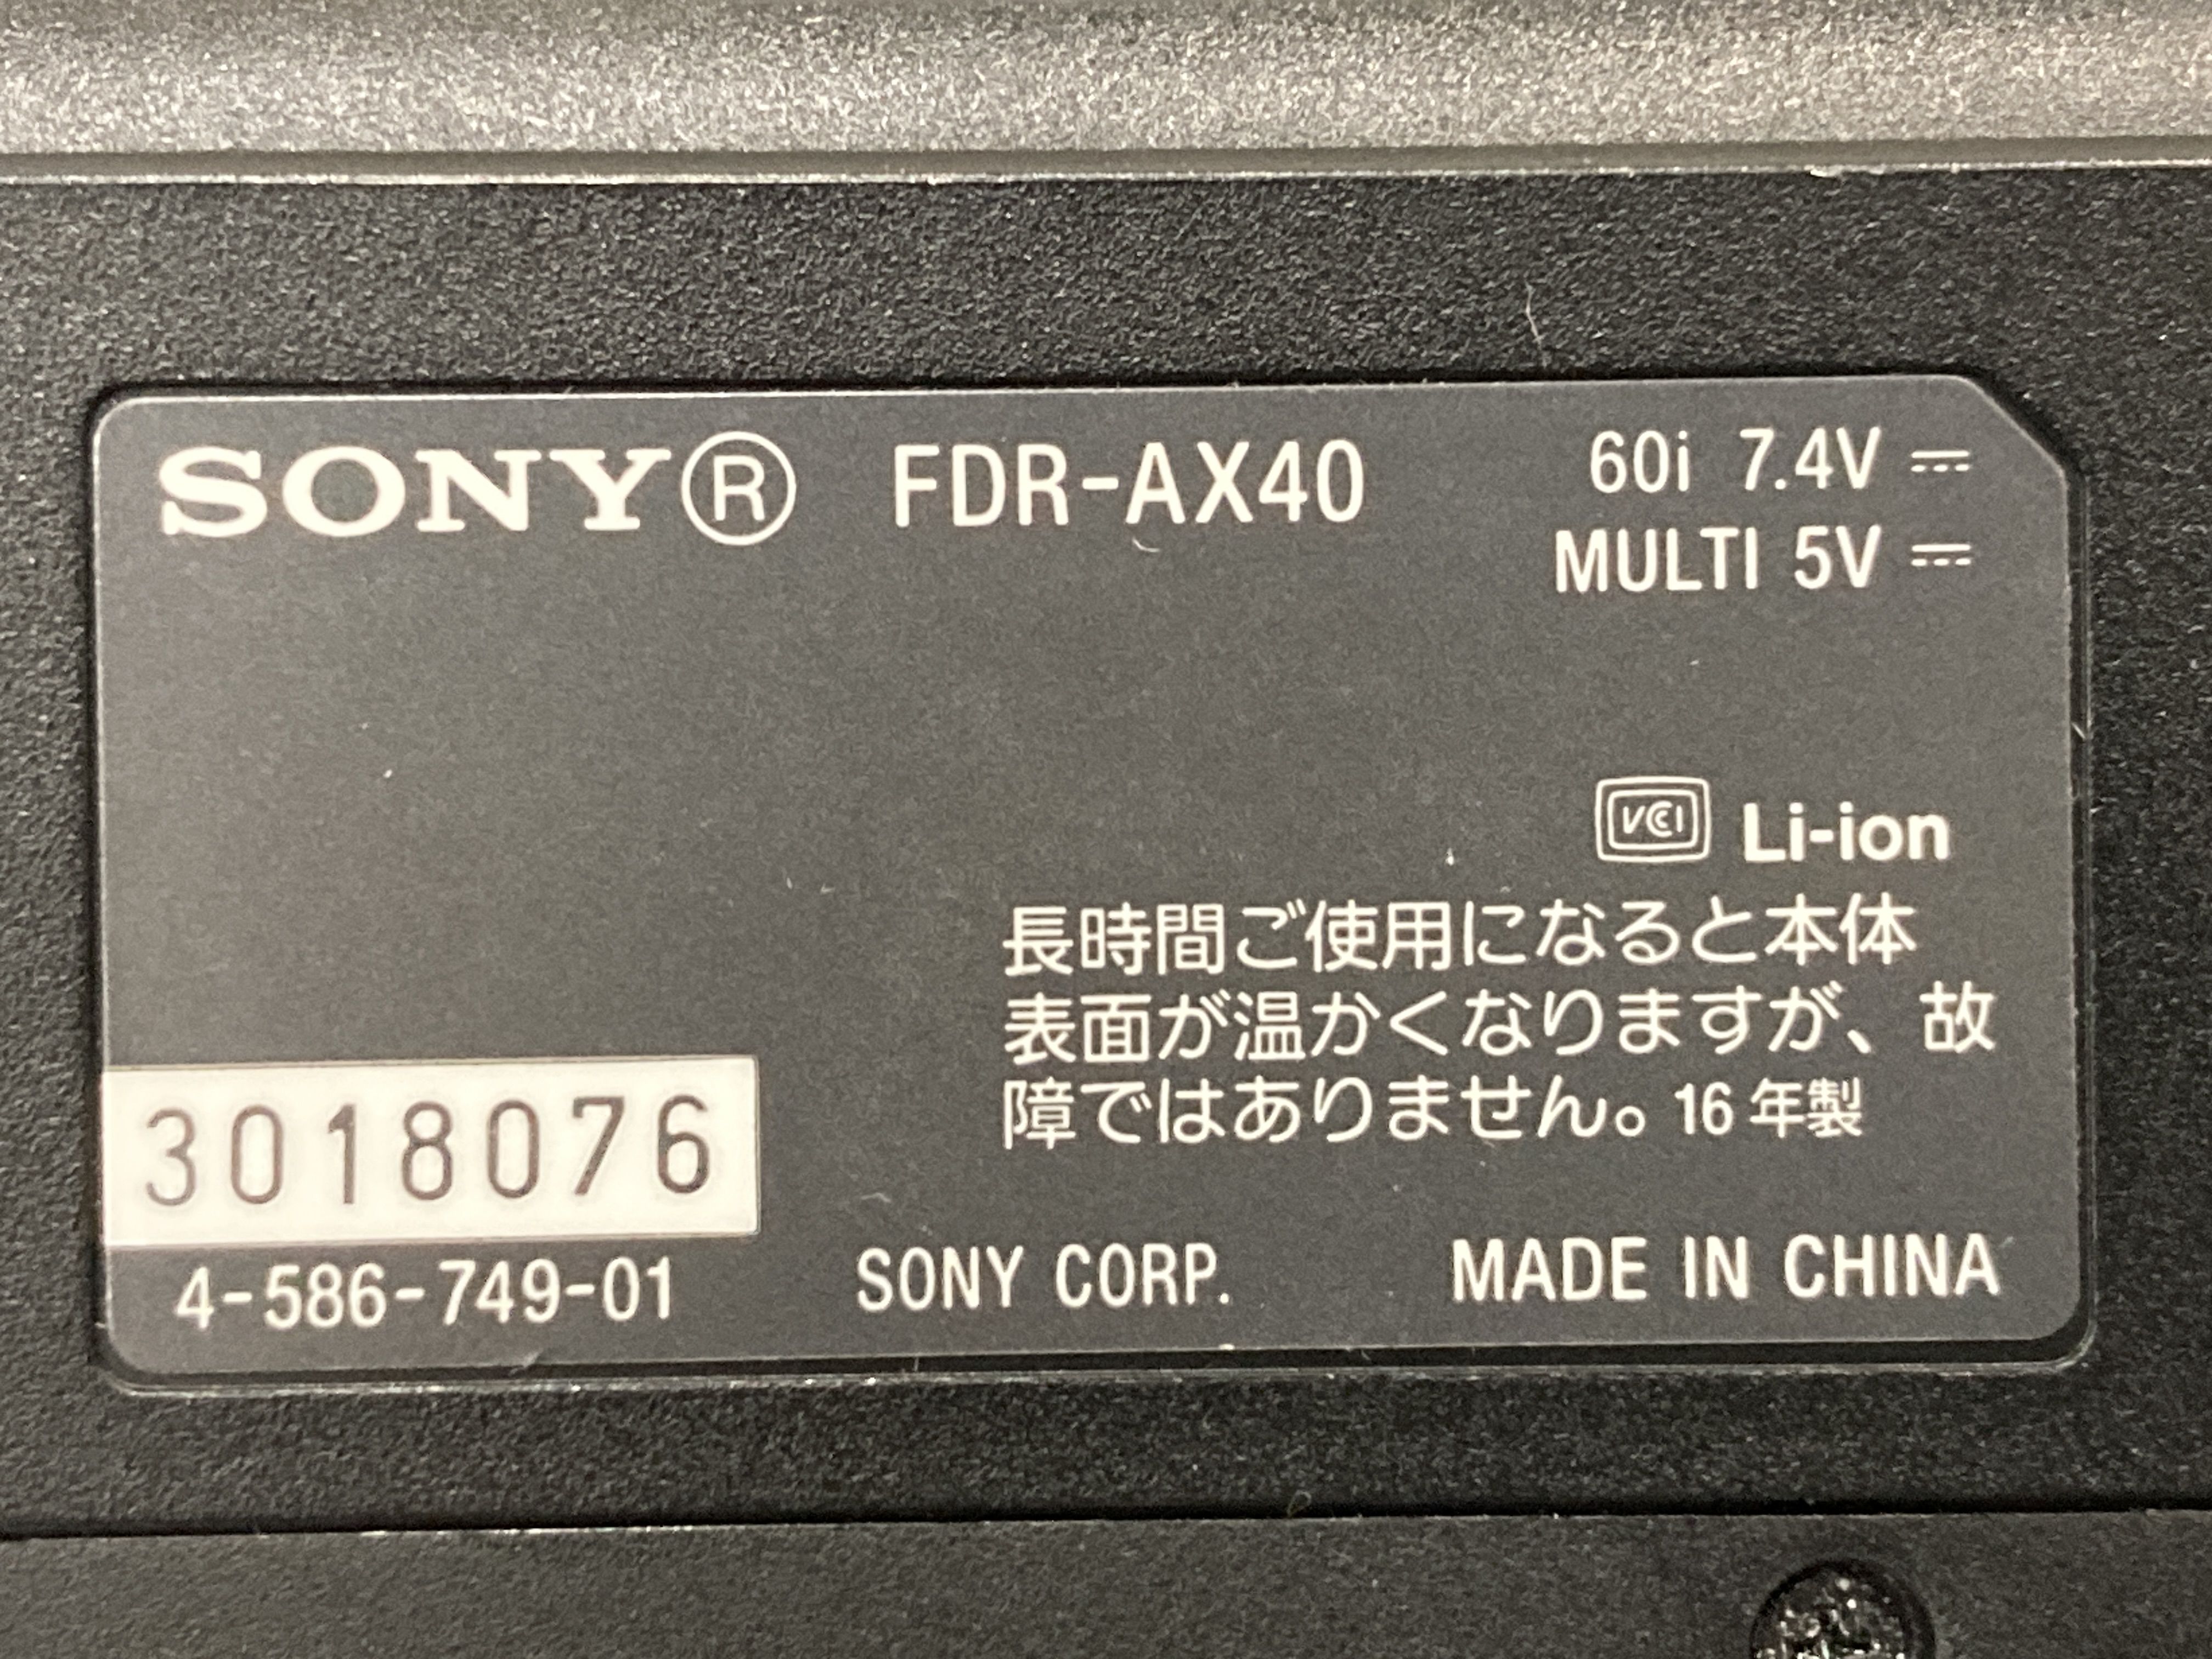 SONY® FDR-AX40
60i 7.4V ⎓
MULTI 5V ⎓
VCCI Li-ion
長時間ご使用になると本体
表面が温かくなりますが、故
障ではありません。16年製
3018076
4-586-749-01 SONY CORP. MADE IN CHINA